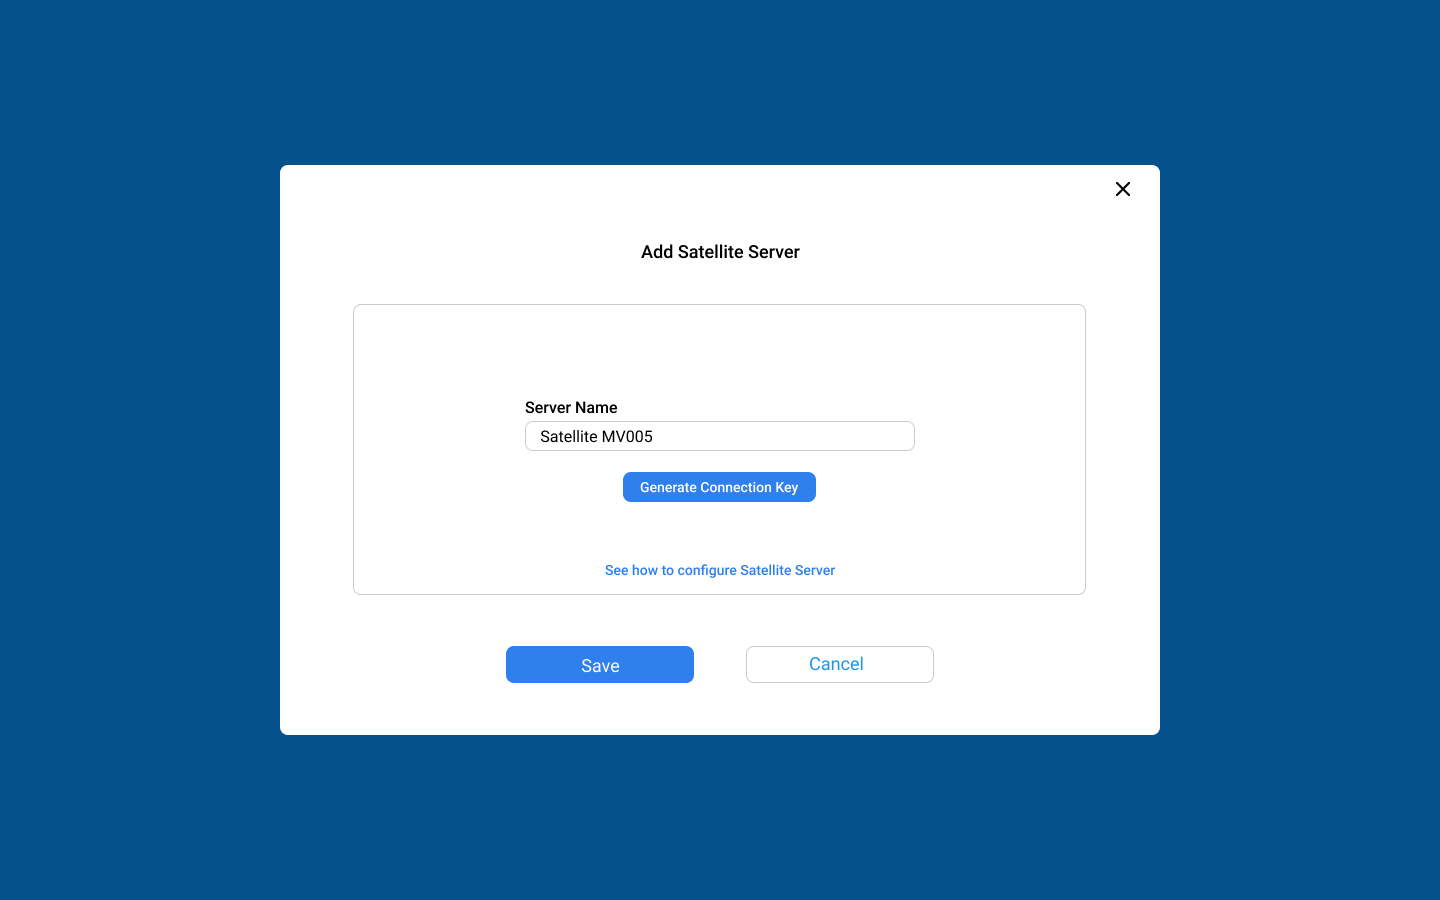 Add Satellite Server
Server Name
Satellite MV005
Generate Connection Key
See how to configure Satellite Server
Save
Cancel